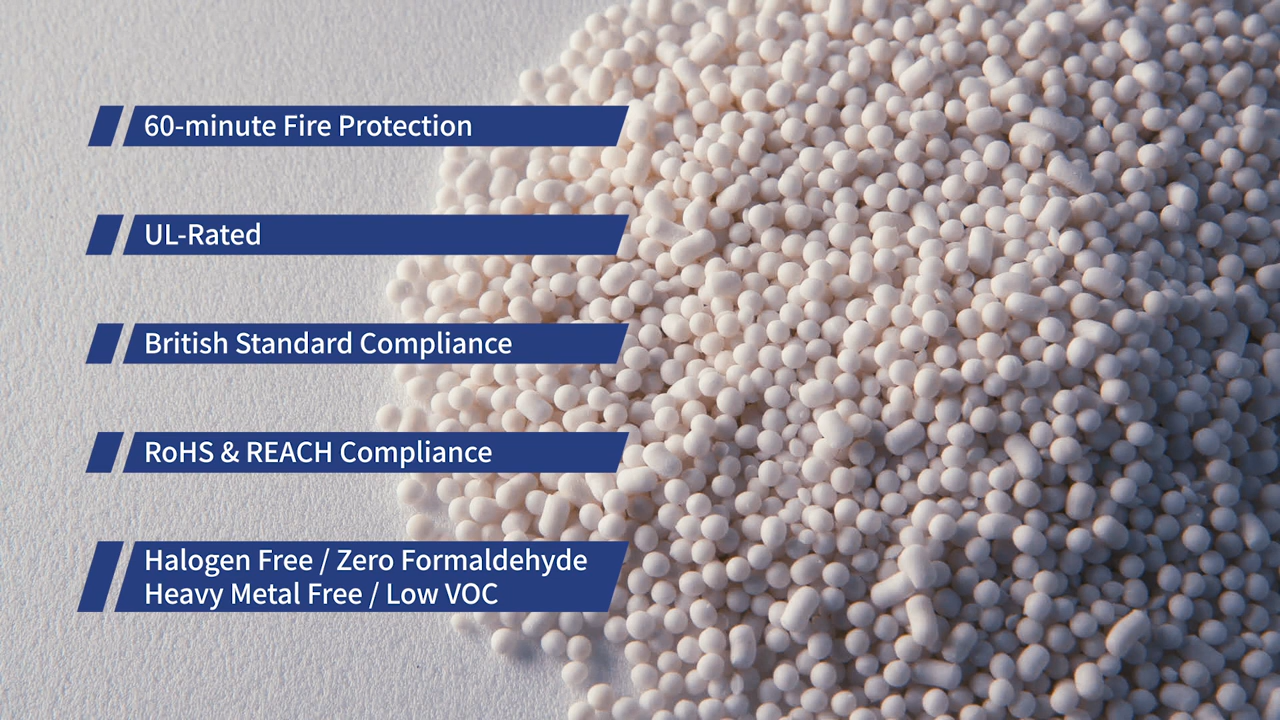 60-minute Fire Protection
UL-Rated
British Standard Compliance
RoHS & REACH Compliance
Halogen Free / Zero Formaldehyde
Heavy Metal Free / Low VOC